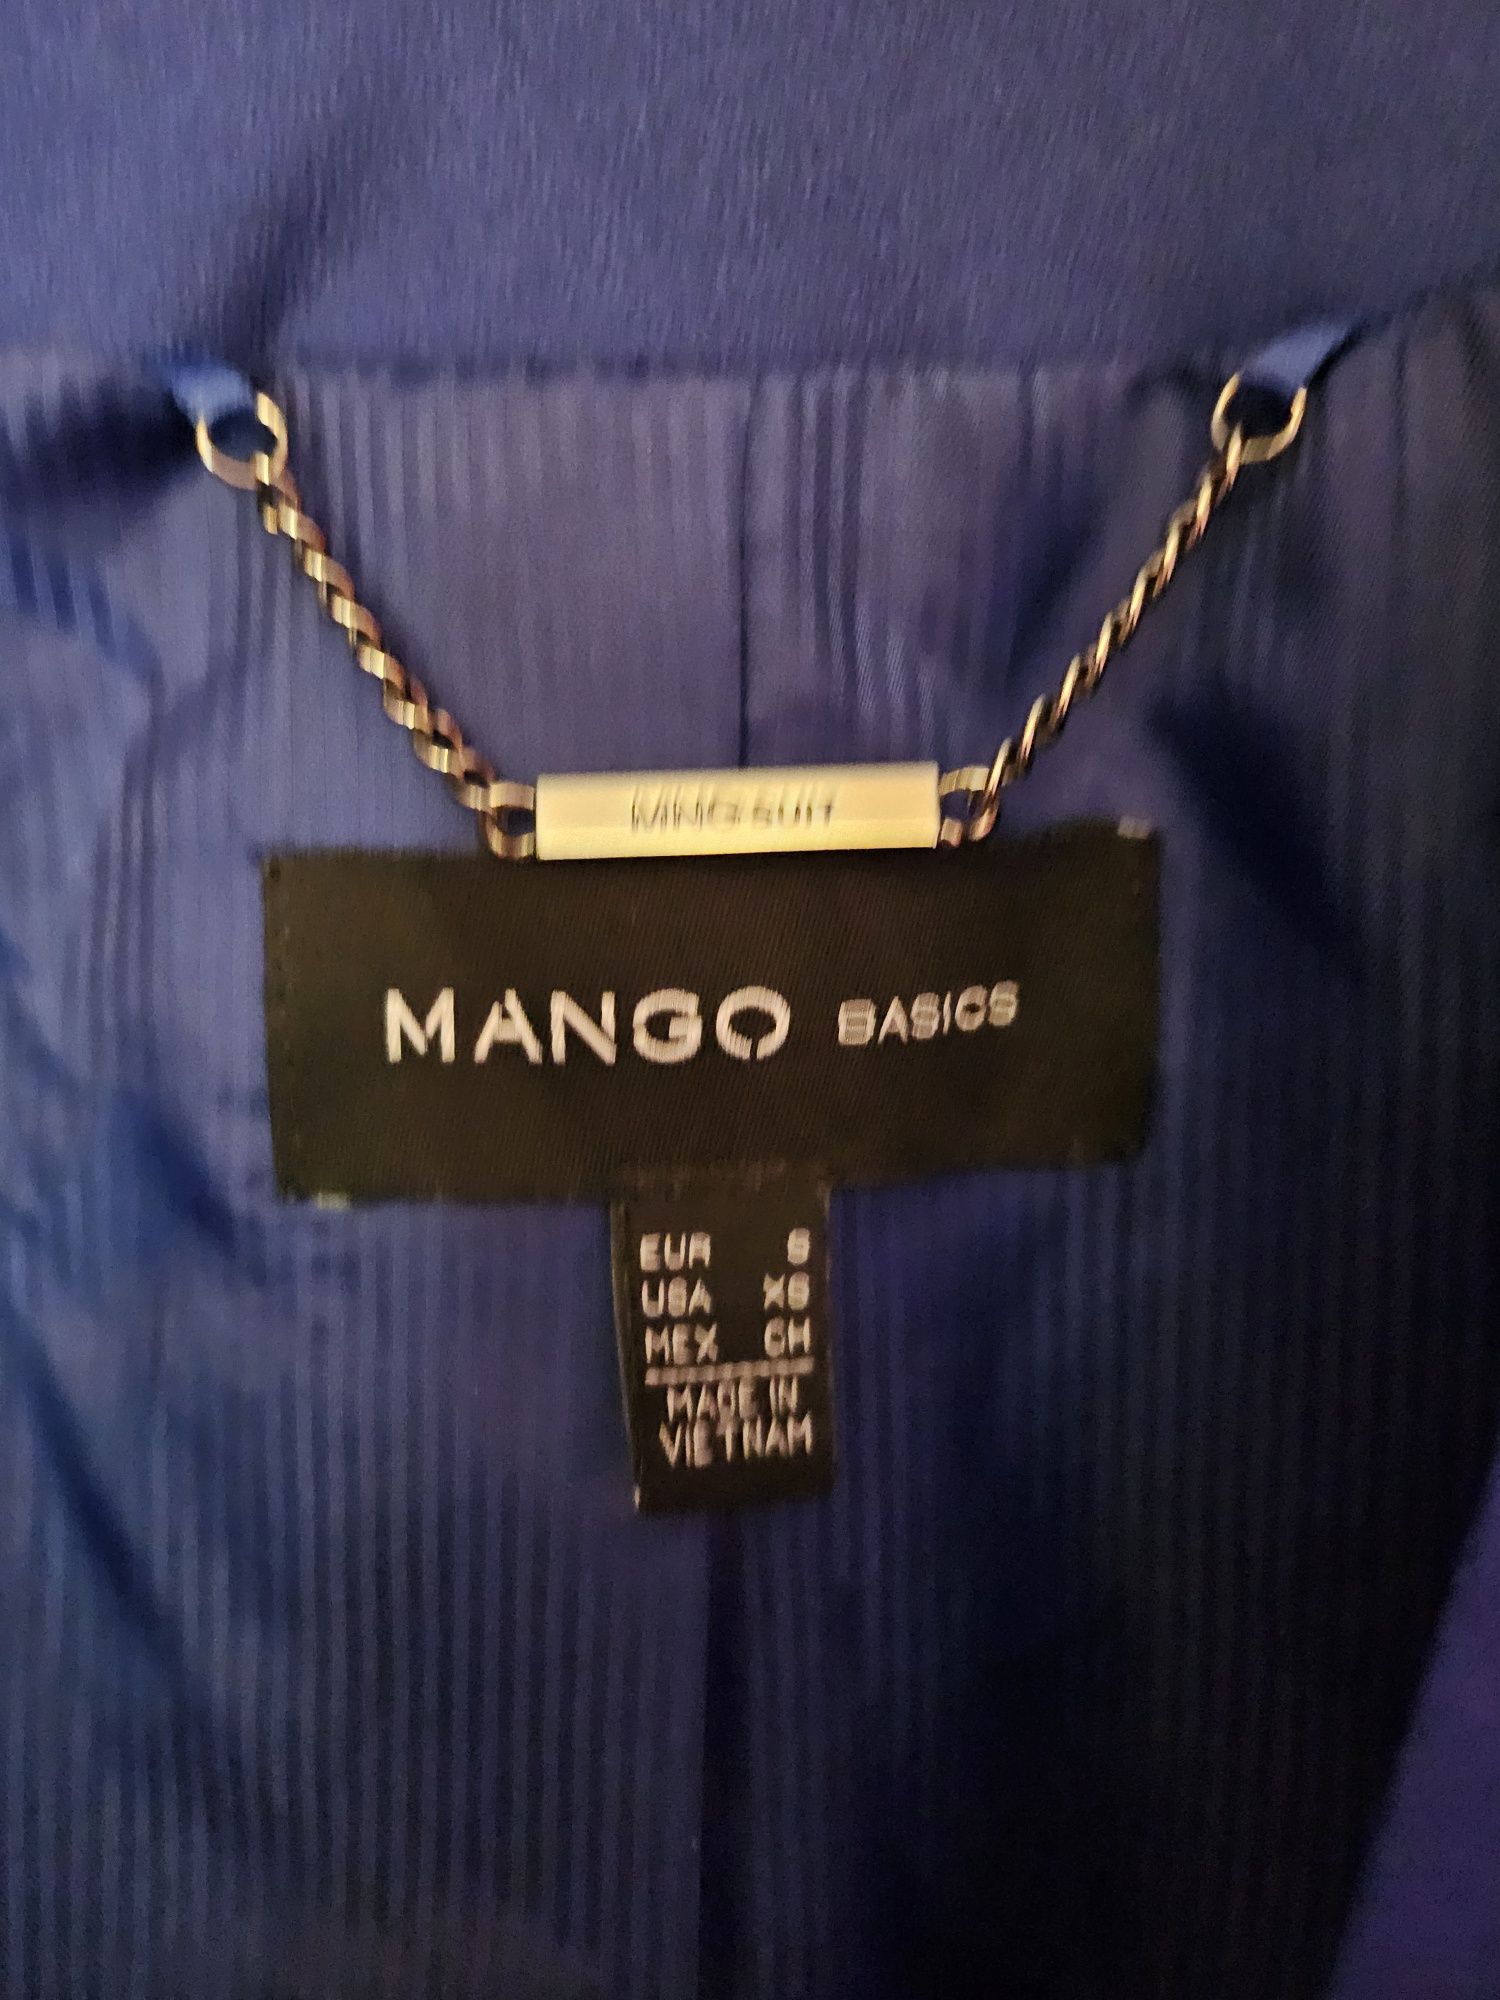 MNG SUIT
MANGO BASICS
EUR S
USA XS
MEX CH
MADE IN
VIETNAM